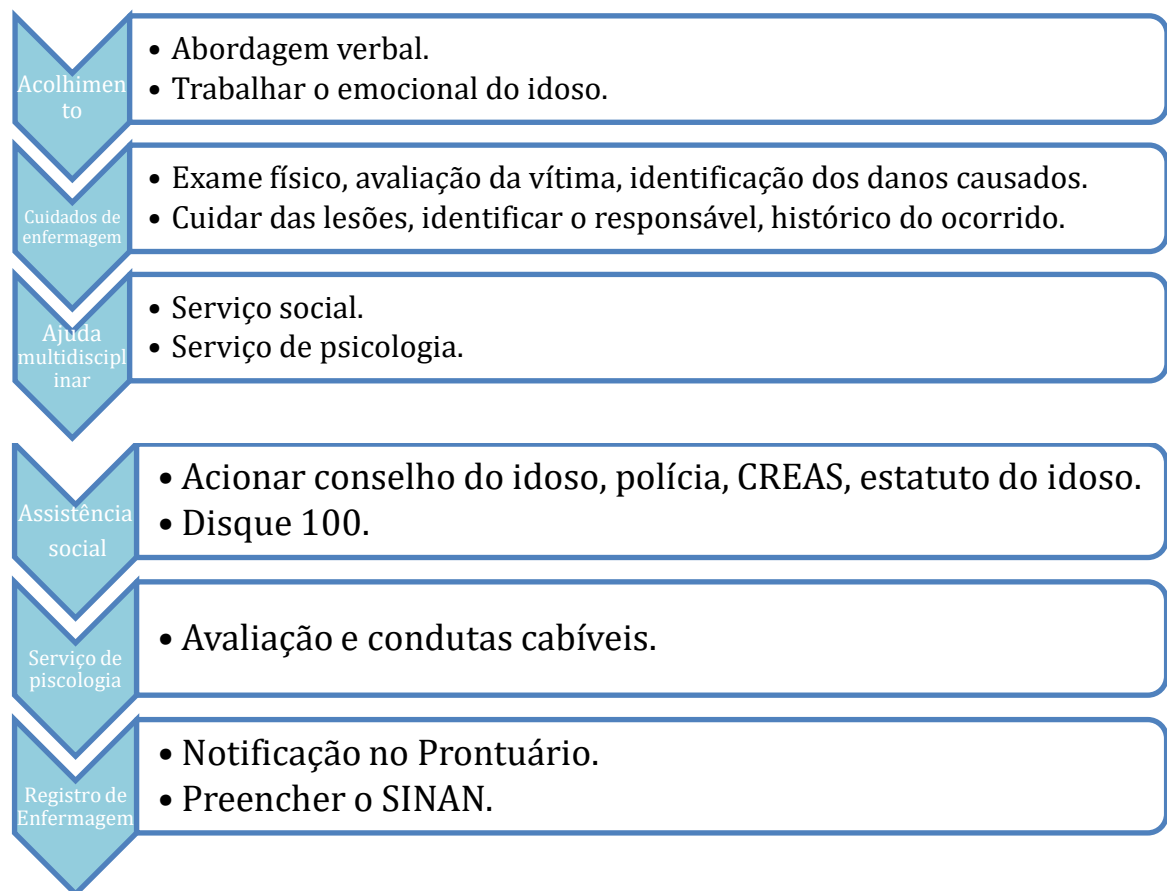 Acolhimen
to
• Abordagem verbal.
• Trabalhar o emocional do idoso.
Cuidados de
enfermagem
• Exame físico, avaliação da vítima, identificação dos danos causados.
• Cuidar das lesões, identificar o responsável, histórico do ocorrido.
Ajuda
multidiscipl
inar
• Serviço social.
• Serviço de psicologia.
Assistência
social
• Acionar conselho do idoso, polícia, CREAS, estatuto do idoso.
• Disque 100.
Serviço de
piscologia
• Avaliação e condutas cabíveis.
Registro de
Enfermagem
• Notificação no Prontuário.
• Preencher o SINAN.